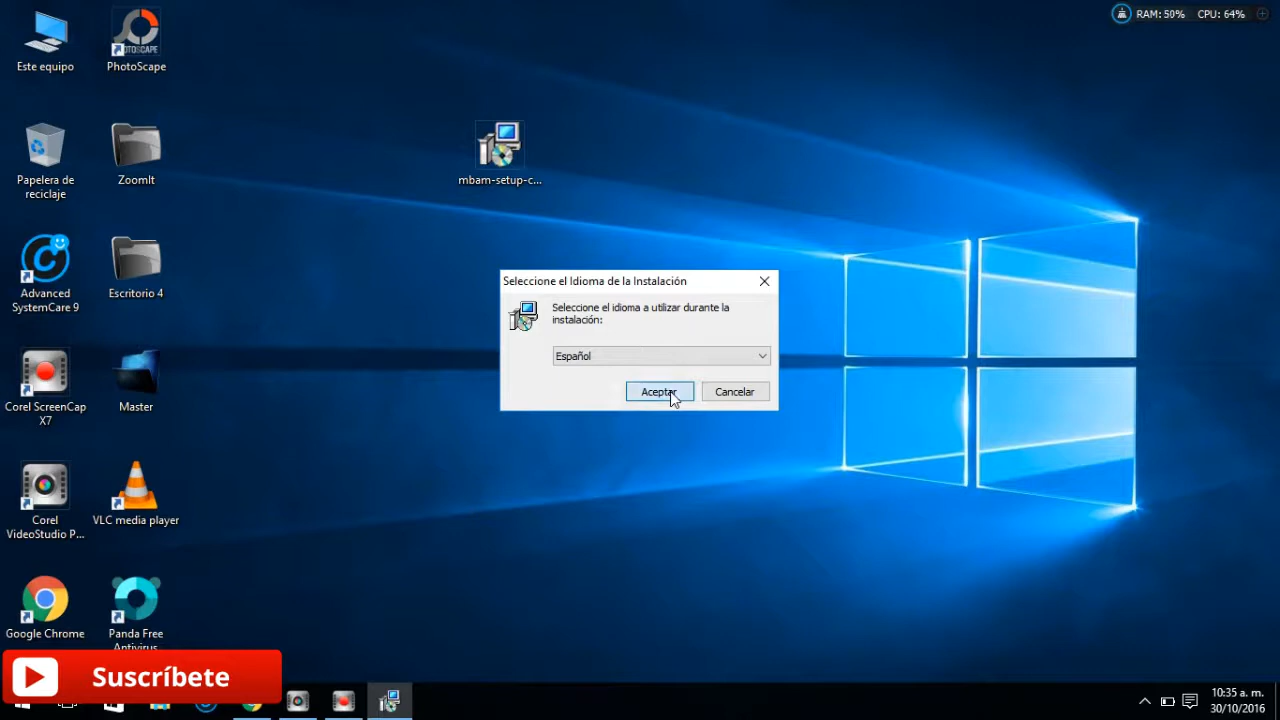 RAM: 50% CPU: 64%
Este equipo
PhotoScape
PHOTOSCAPE
Papelera de
reciclaje
ZoomIt
mbam-setup-c...
Advanced
SystemCare 9
Escritorio 4
Seleccione el Idioma de la Instalación
Seleccione el idioma a utilizar durante la
instalación:
Español
Aceptar
Cancelar
Corel ScreenCap
X7
Master
Corel
VideoStudio P...
VLC media player
Google Chrome
Panda Free
Antivirus
Suscríbete
10:35 a. m.
30/10/2016